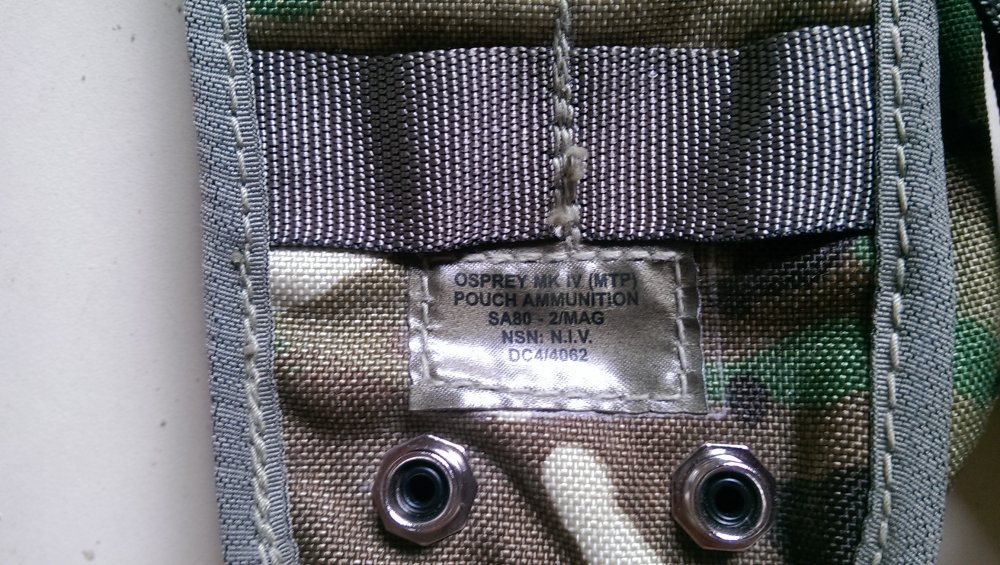 OSPREY MK IV (MTP)
POUCH AMMUNITION
SA80 - 2/MAG
NSN: N.I.V.
DC4/4062